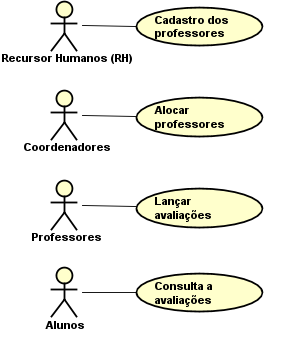 Cadastro dos
professores
Recursor Humanos (RH)
Alocar
professores
Coordenadores
Lançar
avaliações
Professores
Consulta a
avaliações
Alunos